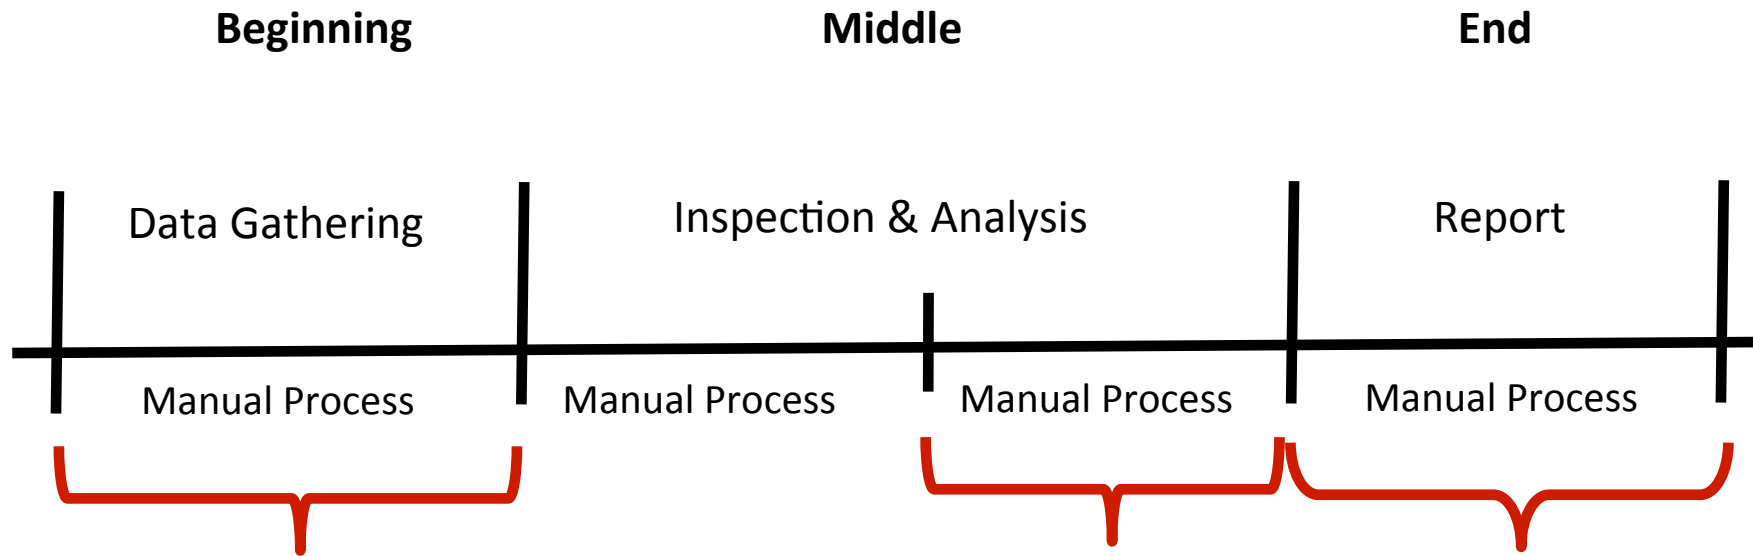 Beginning Middle End
Data Gathering Inspection & Analysis Report
Manual Process Manual Process Manual Process Manual Process